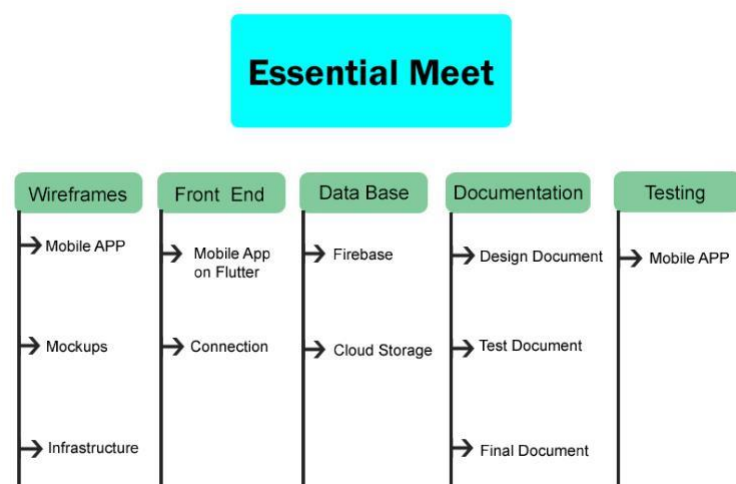 Essential Meet
Wireframes
Mobile APP
Mockups
Infrastructure
Front End
Mobile App
on Flutter
Connection
Data Base
Firebase
Cloud Storage
Documentation
Design Document
Test Document
Final Document
Testing
Mobile APP